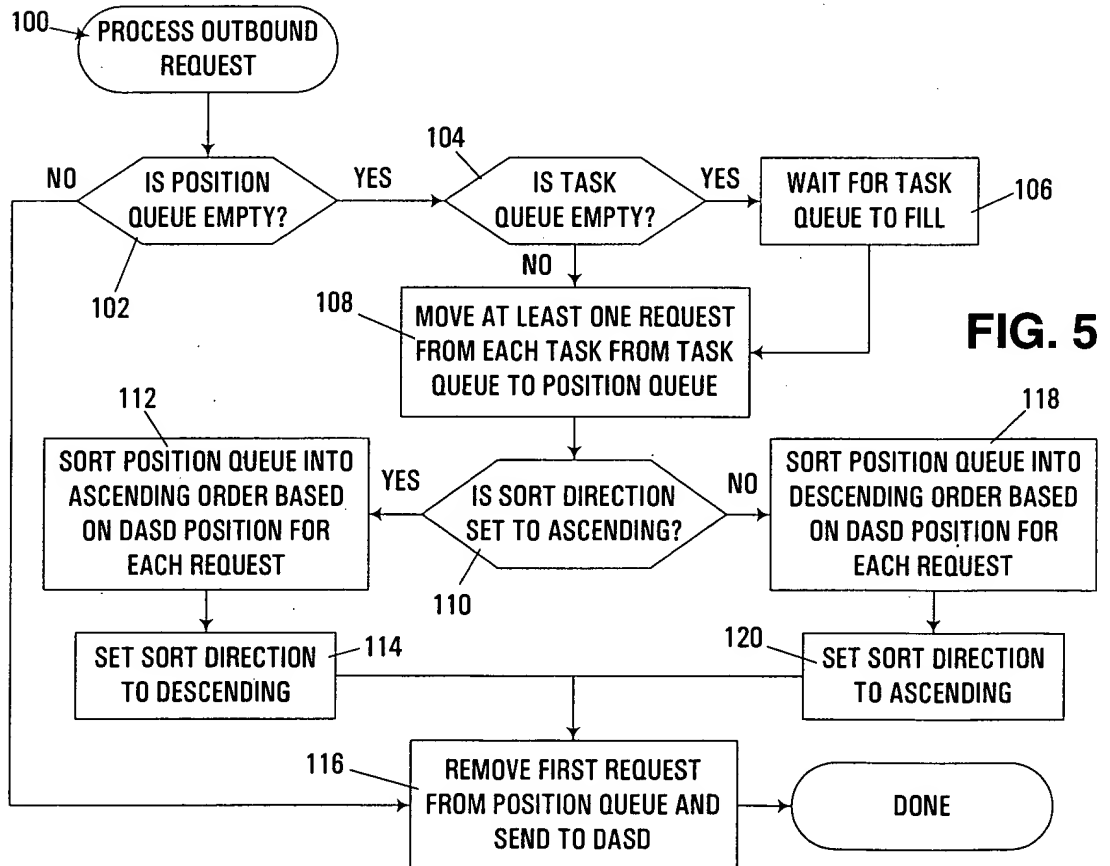 100
PROCESS OUTBOUND
REQUEST
NO
IS POSITION
QUEUE EMPTY?
YES
102
104
IS TASK
QUEUE EMPTY?
YES
NO
WAIT FOR TASK
QUEUE TO FILL
106
108
MOVE AT LEAST ONE REQUEST
FROM EACH TASK FROM TASK
QUEUE TO POSITION QUEUE
FIG. 5
112
SORT POSITION QUEUE INTO
ASCENDING ORDER BASED
ON DASD POSITION FOR
EACH REQUEST
YES
IS SORT DIRECTION
SET TO ASCENDING?
NO
110
118
SORT POSITION QUEUE INTO
DESCENDING ORDER BASED
ON DASD POSITION FOR
EACH REQUEST
SET SORT DIRECTION
TO DESCENDING
114
120
SET SORT DIRECTION
TO ASCENDING
116
REMOVE FIRST REQUEST
FROM POSITION QUEUE AND
SEND TO DASD
DONE